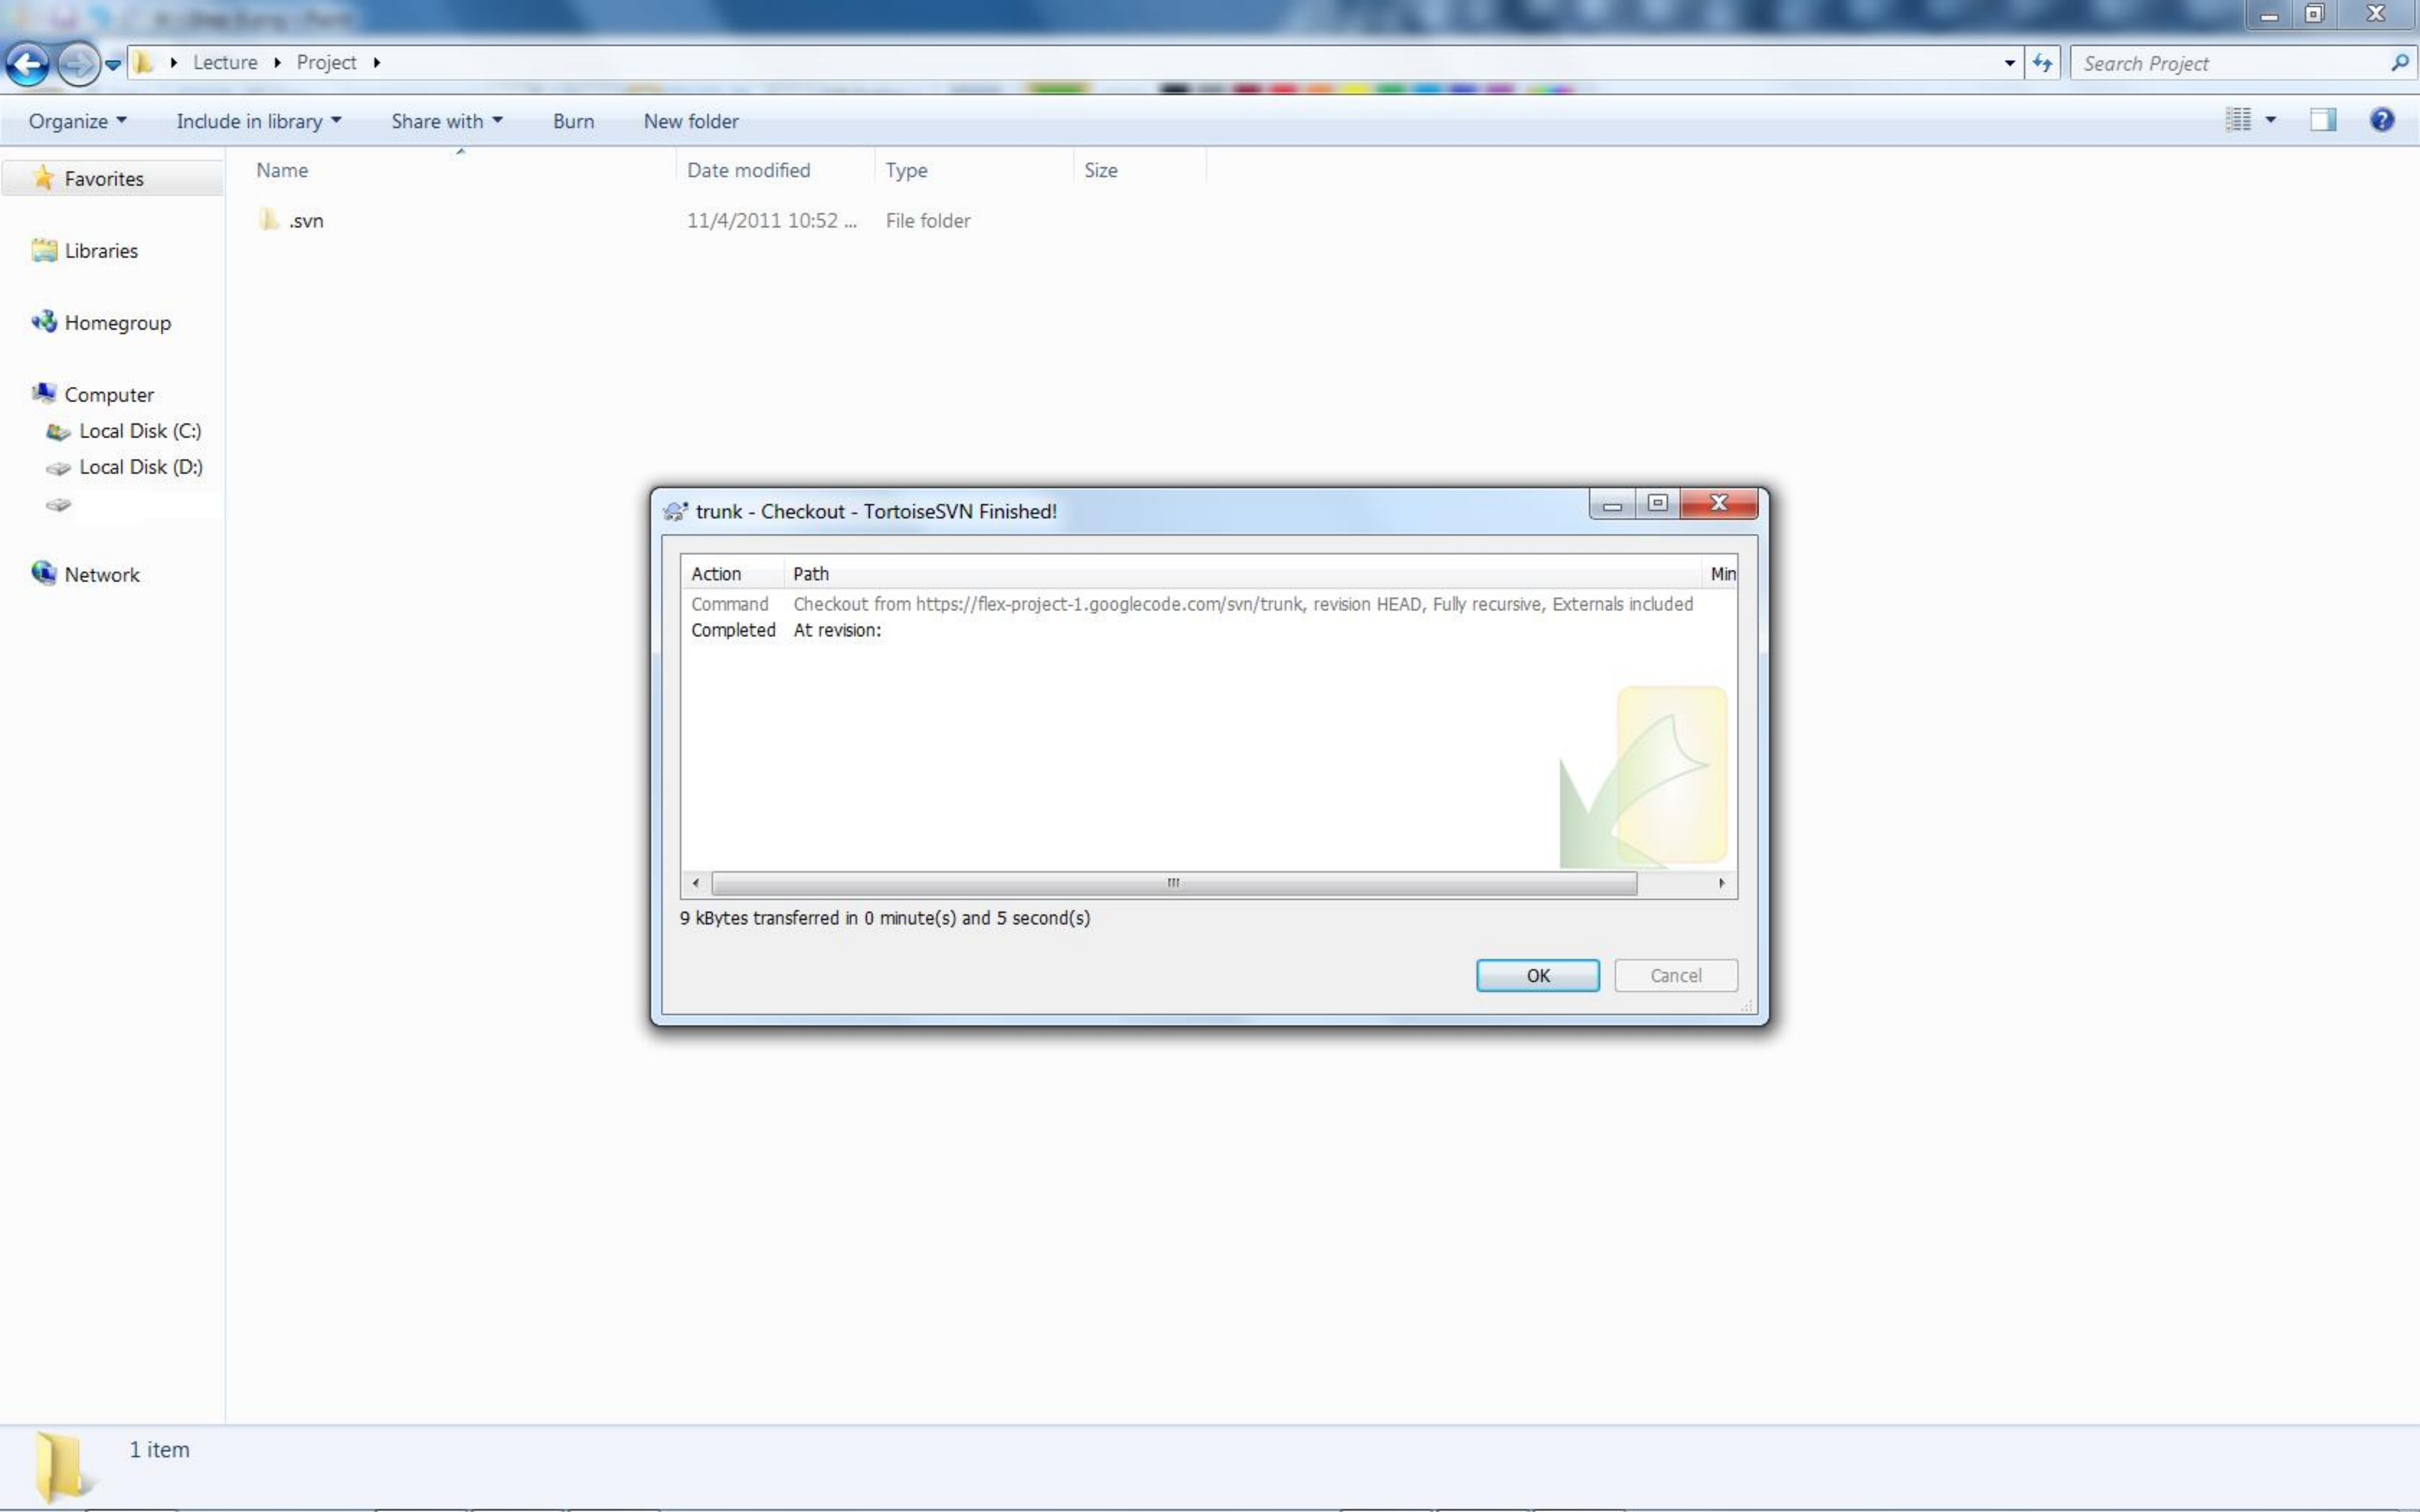 Lecture Project
Search Project
Organize Include in library Share with Burn New folder
Favorites
Libraries
Homegroup
Computer
Local Disk (C:)
Local Disk (D:)
Network
Name Date modified Type Size
.svn 11/4/2011 10:52 ... File folder
trunk - Checkout - TortoiseSVN Finished!
Action Path Min
Command Checkout from https://flex-project-1.googlecode.com/svn/trunk, revision HEAD, Fully recursive, Externals included
Completed At revision:
9 kBytes transferred in 0 minute(s) and 5 second(s)
OK Cancel
1 item